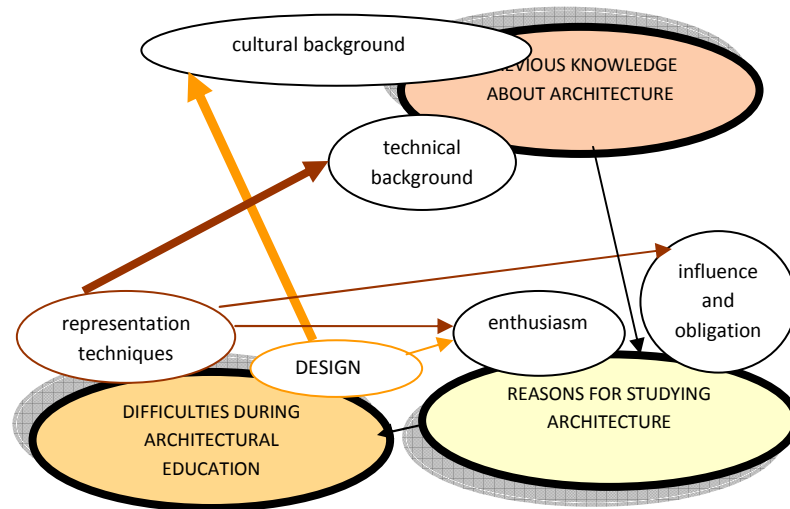 cultural background
EVIOUS KNOWLEDGE
ABOUT ARCHITECTURE
technical
background
influence
and
obligation
representation
techniques
enthusiasm
DESIGN
DIFFICULTIES DURING
ARCHITECTURAL
EDUCATION
REASONS FOR STUDYING
ARCHITECTURE